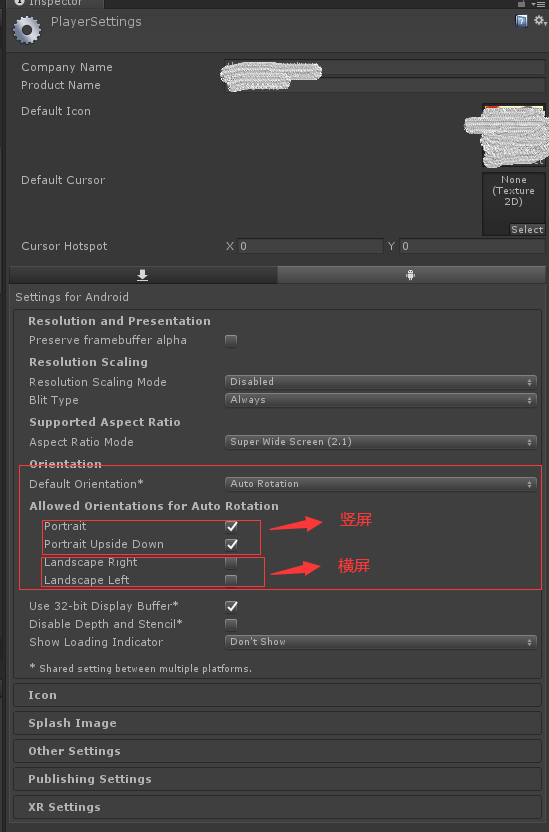 Inspector
PlayerSettings
Company Name
Product Name
Default Icon
Default Cursor
None
(Texture
2D)
Select
Cursor Hotspot X 0 Y 0
Settings for Android
Resolution and Presentation
Preserve framebuffer alpha
Resolution Scaling
Resolution Scaling Mode Disabled
Blit Type Always
Supported Aspect Ratio
Aspect Ratio Mode Super Wide Screen (2.1)
Orientation
Default Orientation* Auto Rotation
Allowed Orientations for Auto Rotation
Portrait 竖屏
Portrait Upside Down
Landscape Right 横屏
Landscape Left
Use 32-bit Display Buffer*
Disable Depth and Stencil*
Show Loading Indicator Don't Show
* Shared setting between multiple platforms.
Icon
Splash Image
Other Settings
Publishing Settings
XR Settings